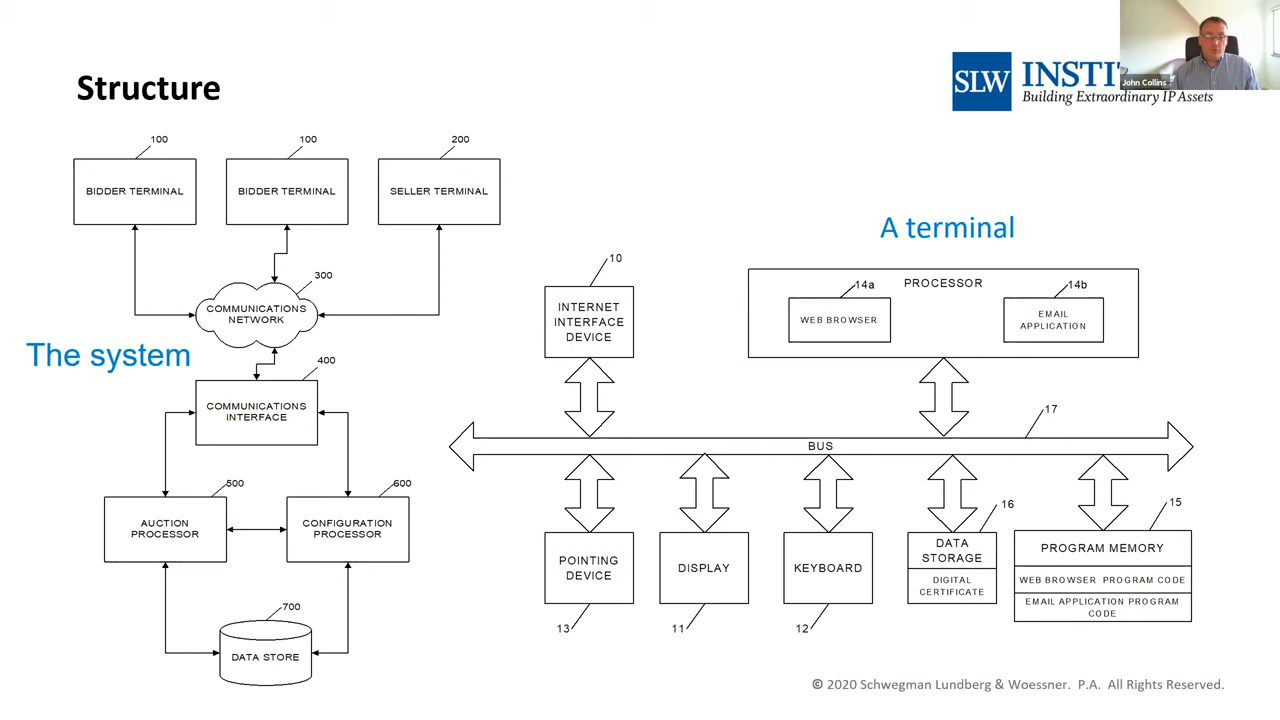 Structure
SLW
INSTI
Building Extraordinary IP Assets
John Collins
100
100
200
BIDDER TERMINAL
BIDDER TERMINAL
SELLER TERMINAL
300
COMMUNICATIONS
NETWORK
The system
400
COMMUNICATIONS
INTERFACE
500
600
AUCTION
PROCESSOR
CONFIGURATION
PROCESSOR
700
DATA STORE
A terminal
10
INTERNET
INTERFACE
DEVICE
PROCESSOR
14a
14b
WEB BROWSER
EMAIL
APPLICATION
17
BUS
16
15
POINTING
DEVICE
DISPLAY
KEYBOARD
DATA
STORAGE
DIGITAL
CERTIFICATE
PROGRAM MEMORY
WEB BROWSER PROGRAM CODE
EMAIL APPLICATION PROGRAM
CODE
13
11
12
© 2020 Schwegman Lundberg & Woessner. P.A. All Rights Reserved.